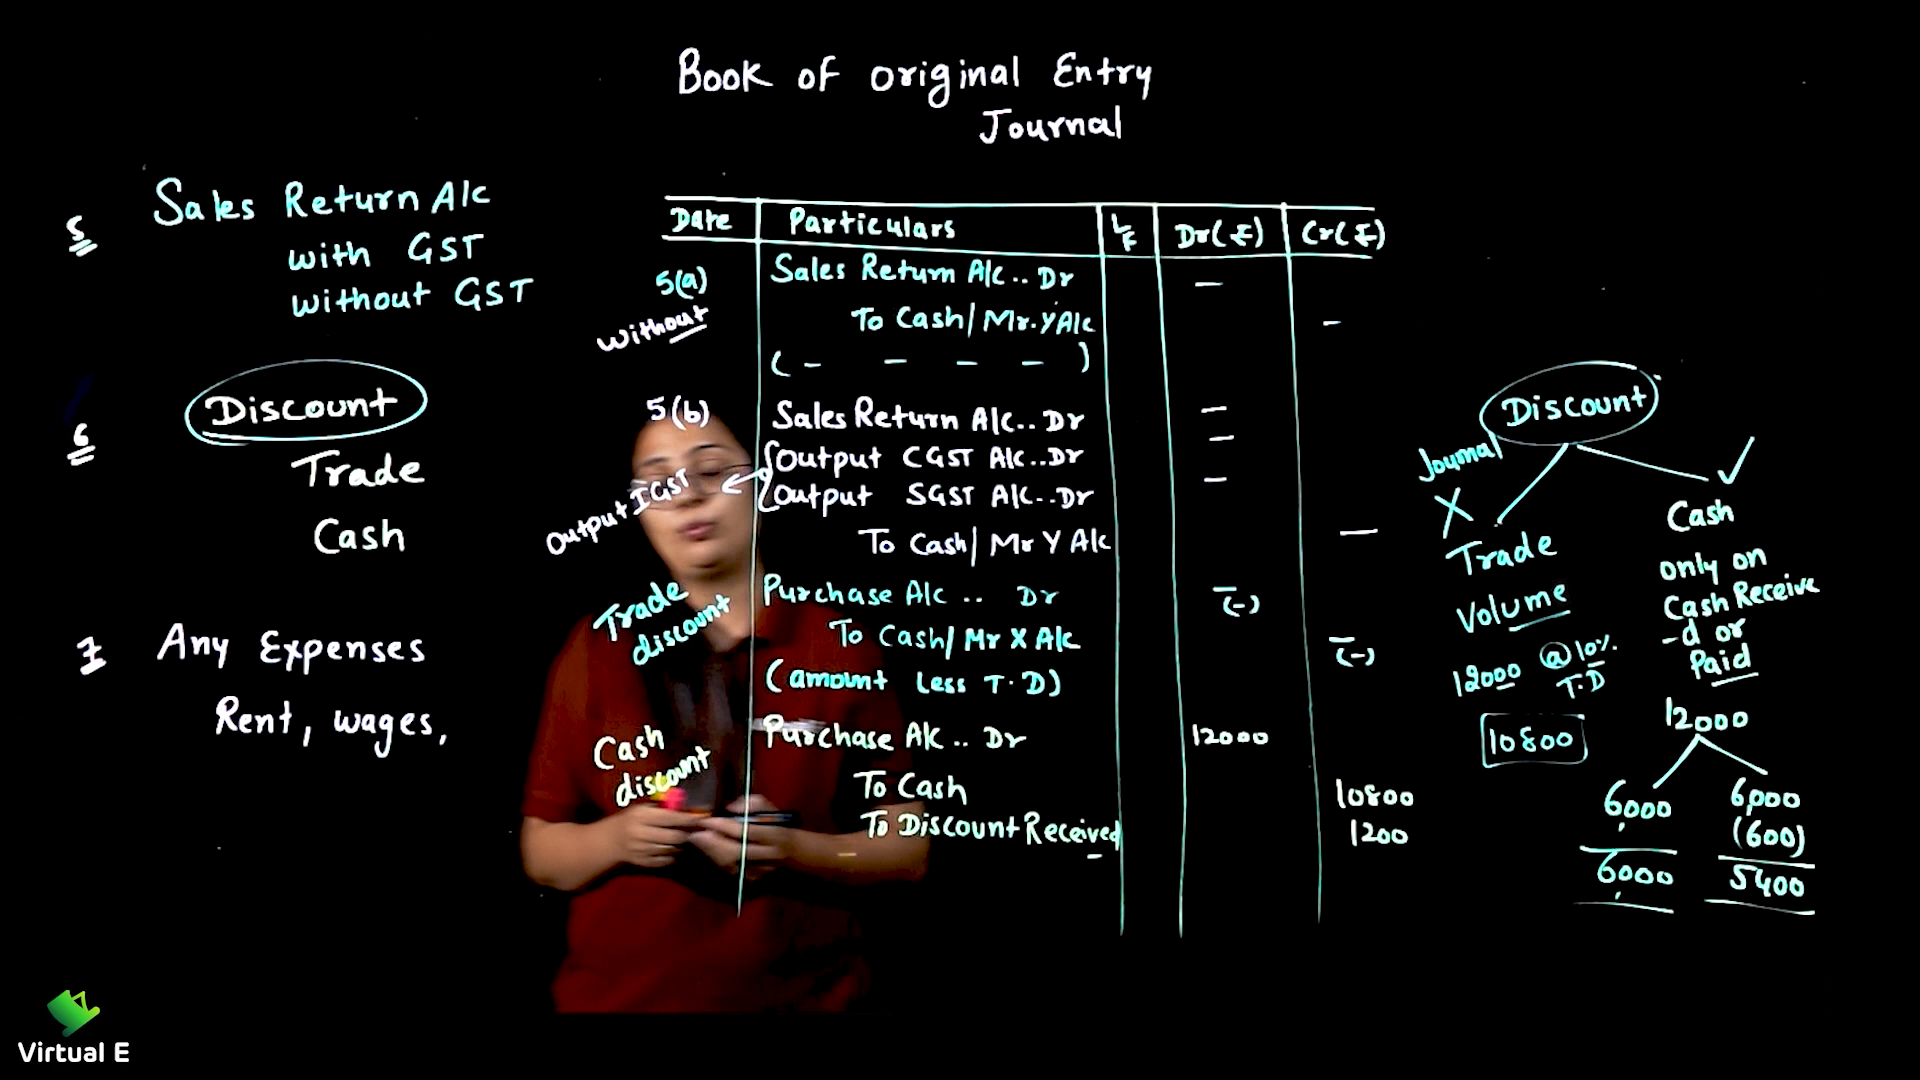 Book of original Entry
Journal
5 Sales Return A/c
with GST
without GST
6 Discount
Trade
Cash
7 Any Expenses
Rent, wages,
Date Particulars LF Dr(₹) Cr(₹)
5(a) Sales Return A/c .. Dr —
without To Cash/ Mr. Y A/c -
( - - - - )
5(b) Sales Return A/c .. Dr —
Output CGST A/c .. Dr —
Output IGST Output SGST A/c .. Dr —
To Cash/ Mr Y A/c —
Trade discount Purchase A/c .. Dr (-)
To Cash/ Mr X A/c (-)
(amount less T.D)
Cash discount Purchase A/c .. Dr 12000
To Cash 10800
To Discount Received 1200
Discount
Journal
X ✓
Trade
Volume
12000 @10%.
T.D
10800
Cash
only on
Cash Receive
-d or
Paid
12000
6000 6000
(600)
6000 5400
Virtual E